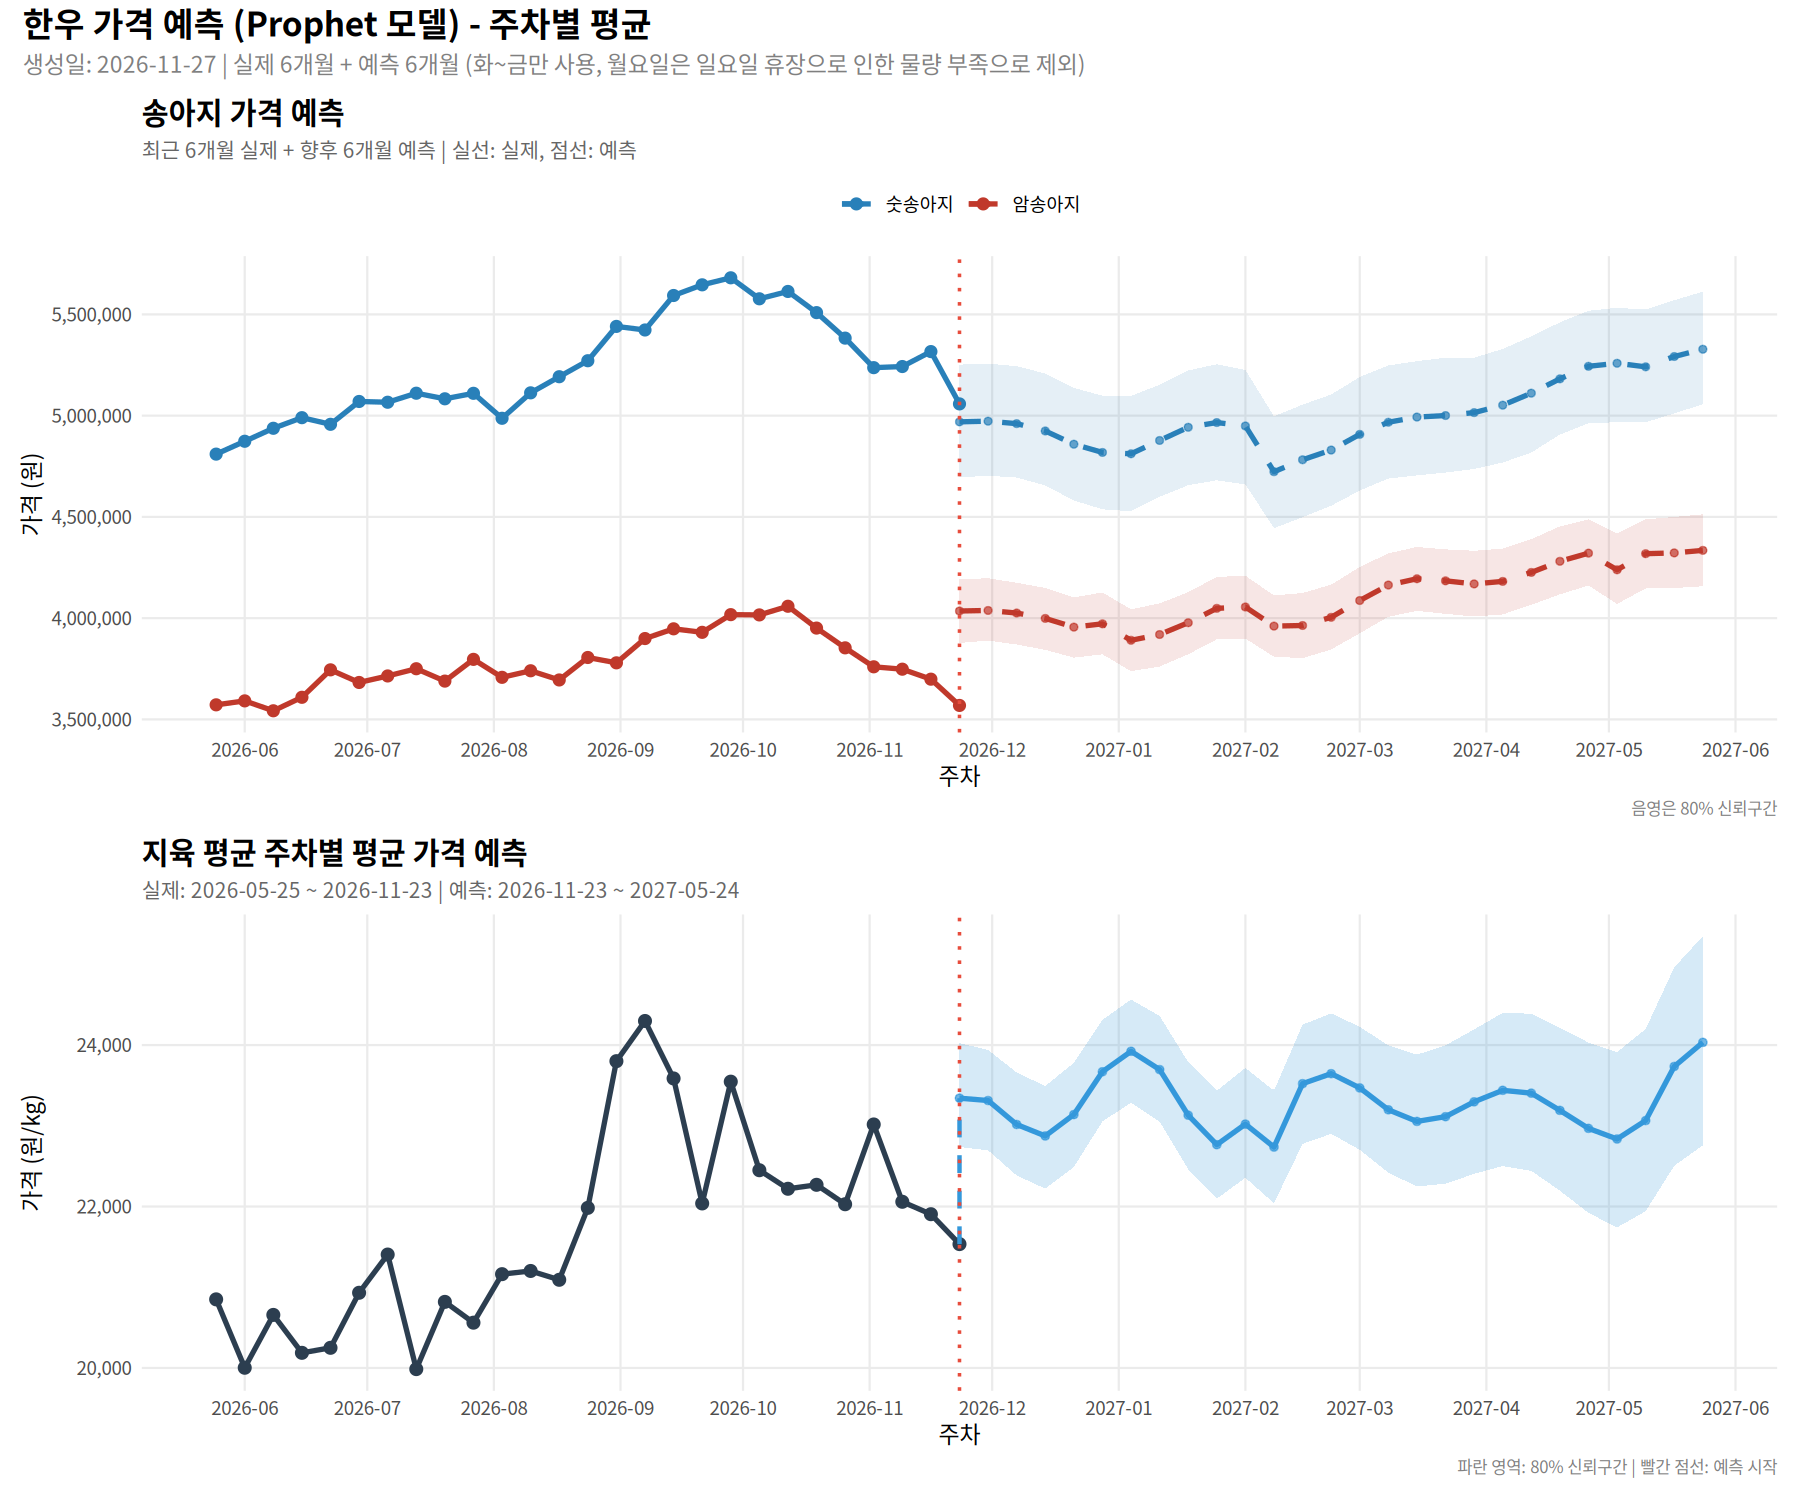 한우 가격 예측 (Prophet 모델) - 주차별 평균
생성일: 2026-11-27 | 실제 6개월 + 예측 6개월 (화~금만 사용, 월요일은 일요일 휴장으로 인한 물량 부족으로 제외)
송아지 가격 예측
최근 6개월 실제 + 향후 6개월 예측 | 실선: 실제, 점선: 예측
숫송아지 암송아지
가격 (원)
5,500,000
5,000,000
4,500,000
4,000,000
3,500,000
2026-06 2026-07 2026-08 2026-09 2026-10 2026-11 2026-12 2027-01 2027-02 2027-03 2027-04 2027-05 2027-06
주차
음영은 80% 신뢰구간
지육 평균 주차별 평균 가격 예측
실제: 2026-05-25 ~ 2026-11-23 | 예측: 2026-11-23 ~ 2027-05-24
가격 (원/kg)
24,000
22,000
20,000
2026-06 2026-07 2026-08 2026-09 2026-10 2026-11 2026-12 2027-01 2027-02 2027-03 2027-04 2027-05 2027-06
주차
파란 영역: 80% 신뢰구간 | 빨간 점선: 예측 시작